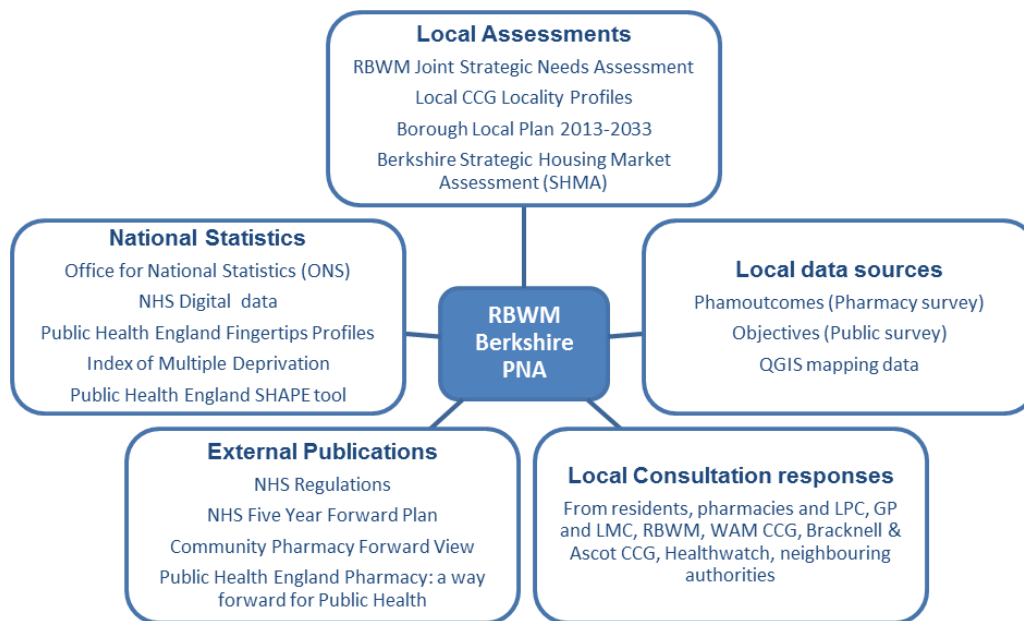 Local Assessments
RBWM Joint Strategic Needs Assessment
Local CCG Locality Profiles
Borough Local Plan 2013-2033
Berkshire Strategic Housing Market
Assessment (SHMA)
National Statistics
Office for National Statistics (ONS)
NHS Digital data
Public Health England Fingertips Profiles
Index of Multiple Deprivation
Public Health England SHAPE tool
RBWM
Berkshire
PNA
Local data sources
Phamoutcomes (Pharmacy survey)
Objectives (Public survey)
QGIS mapping data
External Publications
NHS Regulations
NHS Five Year Forward Plan
Community Pharmacy Forward View
Public Health England Pharmacy: a way
forward for Public Health
Local Consultation responses
From residents, pharmacies and LPC, GP
and LMC, RBWM, WAM CCG, Bracknell &
Ascot CCG, Healthwatch, neighbouring
authorities